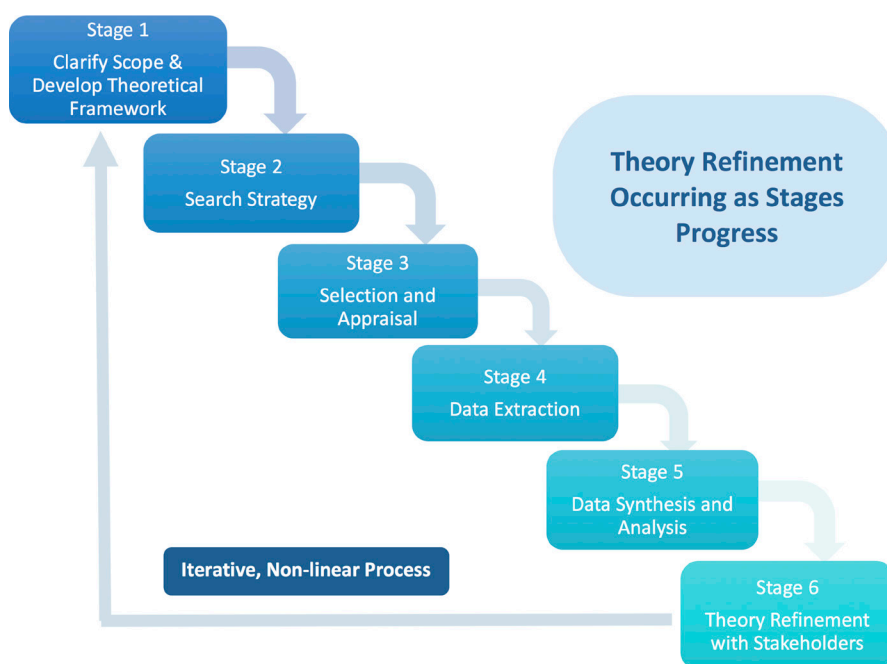 Stage 1
Clarify Scope &
Develop Theoretical
Framework
Stage 2
Search Strategy
Theory Refinement
Occurring as Stages
Progress
Stage 3
Selection and
Appraisal
Stage 4
Data Extraction
Stage 5
Data Synthesis and
Analysis
Iterative, Non-linear Process
Stage 6
Theory Refinement
with Stakeholders